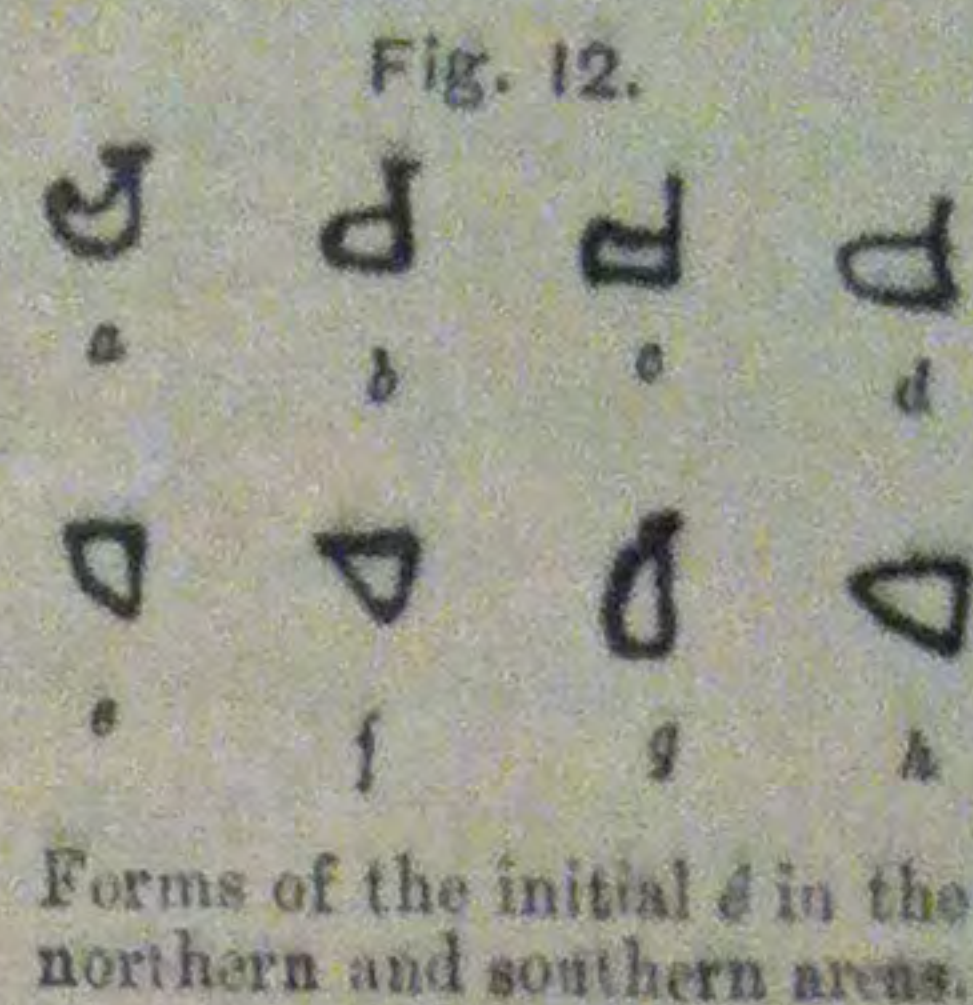 Fig. 12.
a b c d
e f g h
Forms of the initial é in the
northern and southern areas.